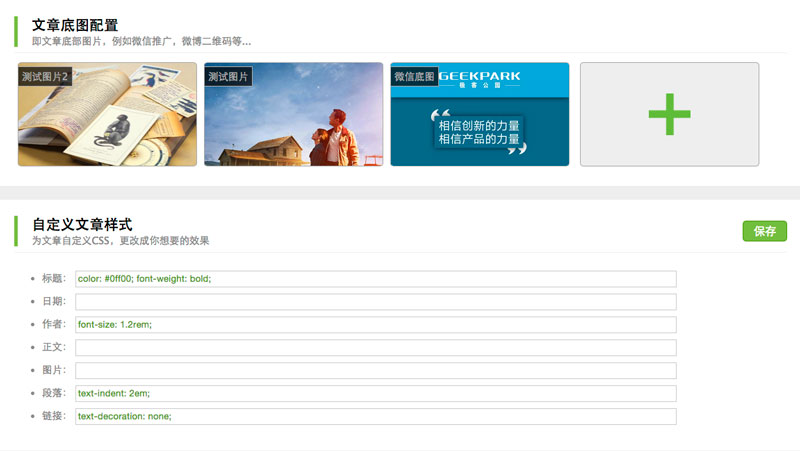 文章底图配置
即文章底部图片，例如微信推广，微博二维码等...
测试图片2
测试图片
微信底图
GEEKPARK
极客公园
相信创新的力量
相信产品的力量
自定义文章样式
为文章自定义CSS，更改成你想要的效果
保存
标题： color: #0ff00; font-weight: bold;
日期：
作者： font-size: 1.2rem;
正文：
图片：
段落： text-indent: 2em;
链接： text-decoration: none;